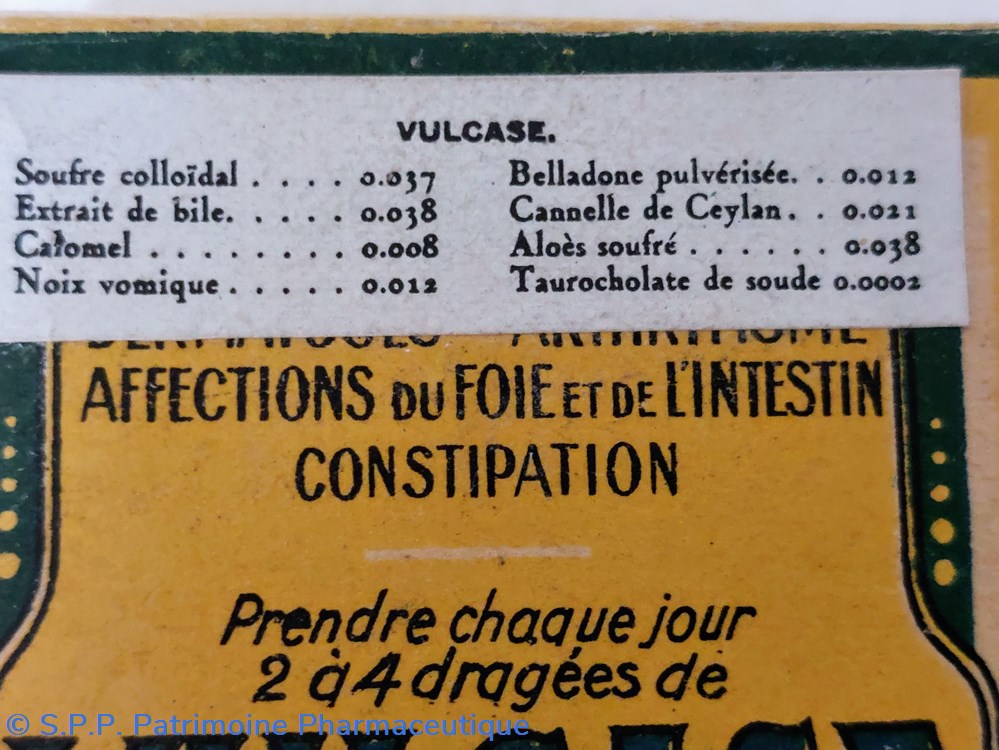 VULCASE.
Soufre colloïdal . . . . 0.037
Extrait de bile. . . . . . 0.038
Calomel . . . . . . . . 0.008
Noix vomique . . . . . 0.012
Belladone pulvérisée. . 0.012
Cannelle de Ceylan. . 0.021
Aloès soufré . . . . . . 0.038
Taurocholate de soude 0.0002
AFFECTIONS DU FOIE ET DE L'INTESTIN
CONSTIPATION
Prendre chaque jour
2 à 4 dragées de
© S.P.P. Patrimoine Pharmaceutique